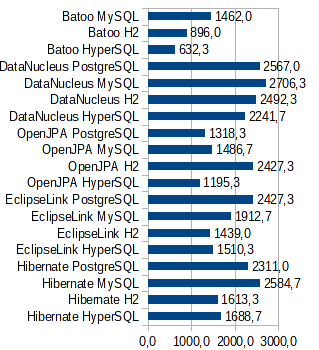 Batoo MySQL 1462,0
Batoo H2 896,0
Batoo HyperSQL 632,3
DataNucleus PostgreSQL 2567,0
DataNucleus MySQL 2706,3
DataNucleus H2 2492,3
DataNucleus HyperSQL 2241,7
OpenJPA PostgreSQL 1318,3
OpenJPA MySQL 1486,7
OpenJPA H2 2427,3
OpenJPA HyperSQL 1195,3
EclipseLink PostgreSQL 2427,3
EclipseLink MySQL 1912,7
EclipseLink H2 1439,0
EclipseLink HyperSQL 1510,3
Hibernate PostgreSQL 2311,0
Hibernate MySQL 2584,7
Hibernate H2 1613,3
Hibernate HyperSQL 1688,7
0,0 1000,0 2000,0 3000,0